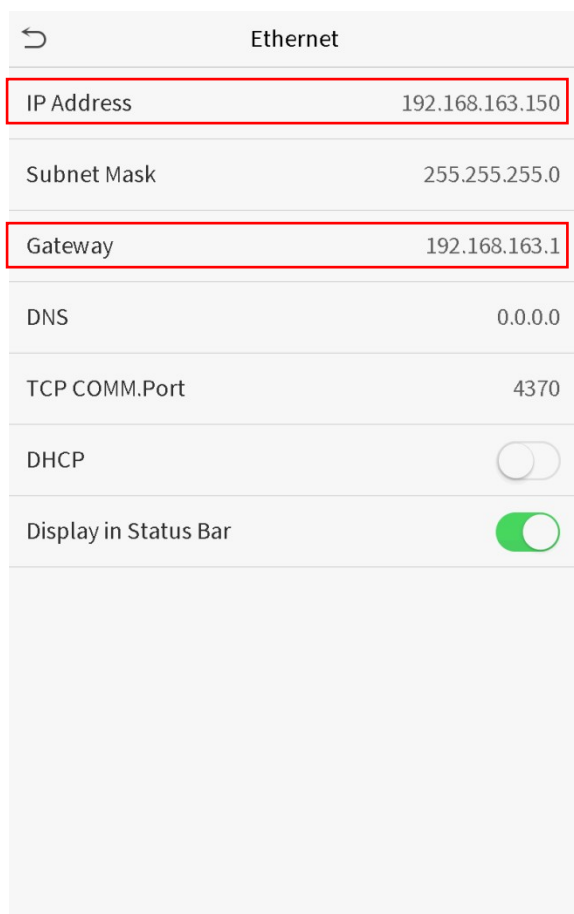 Ethernet
IP Address 192.168.163.150
Subnet Mask 255.255.255.0
Gateway 192.168.163.1
DNS 0.0.0.0
TCP COMM.Port 4370
DHCP
Display in Status Bar